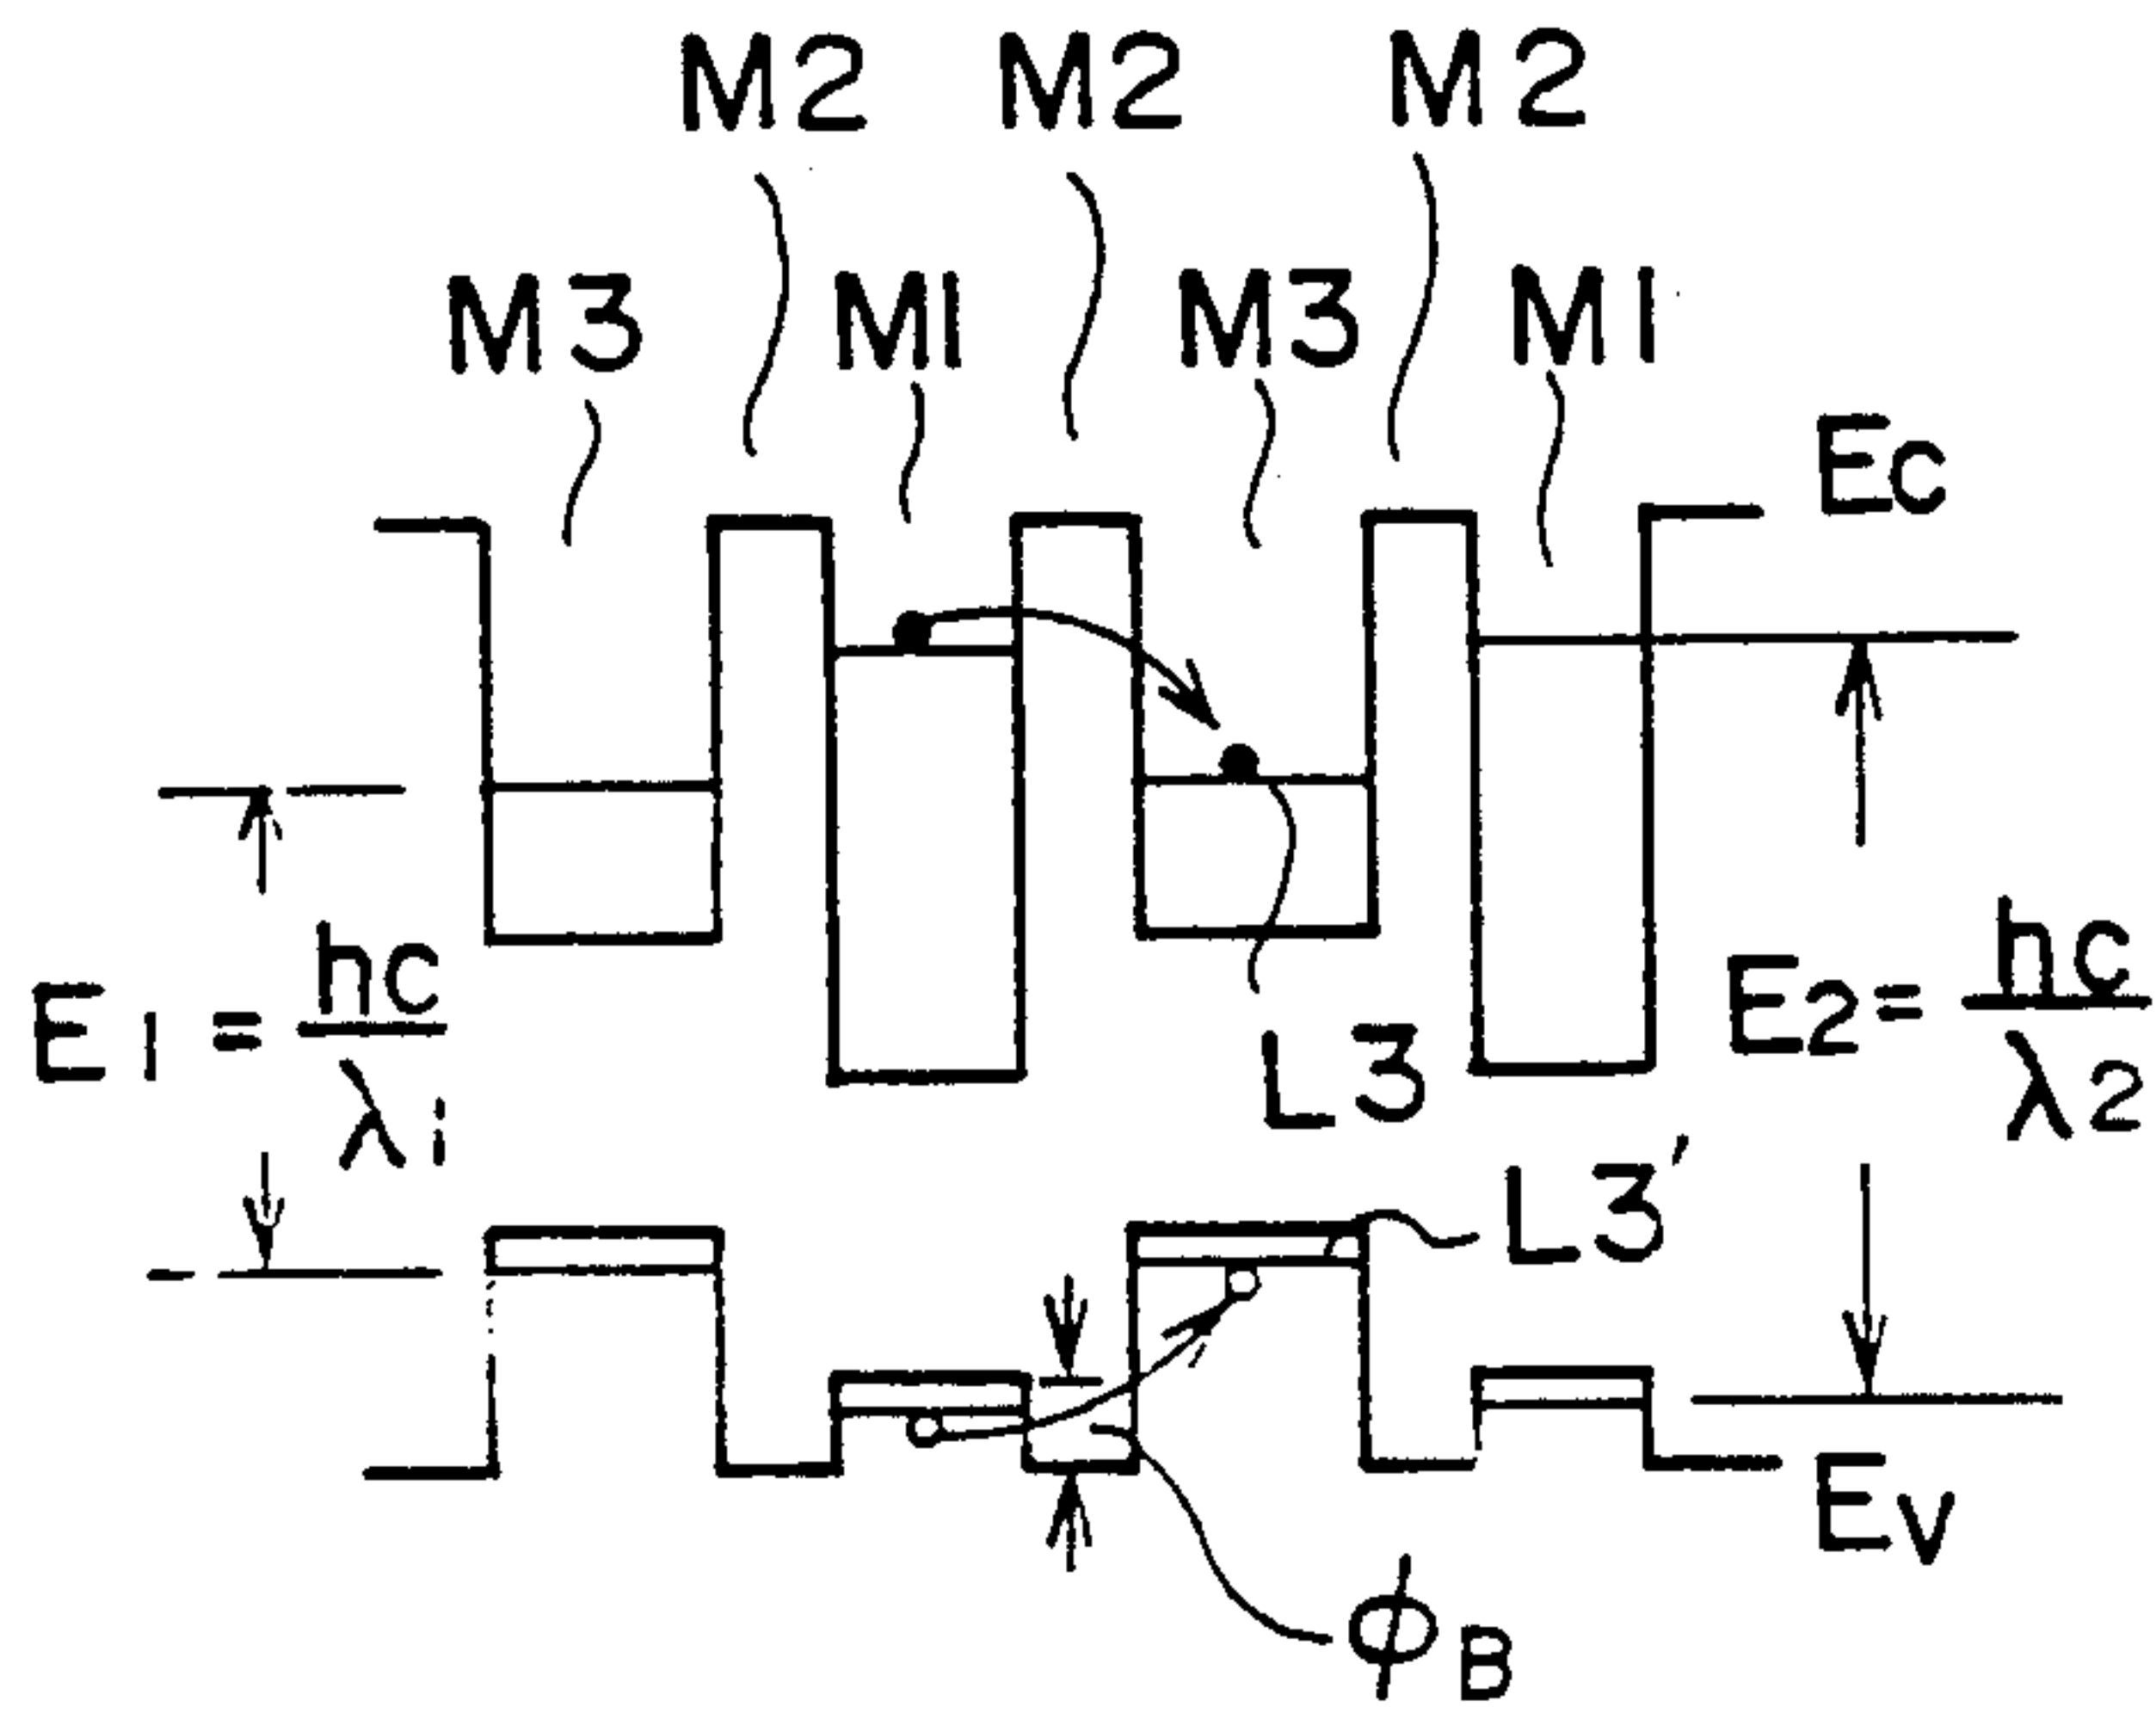 M2 M2 M2
M3 M1 M3 M1
Ec
E1 = hc/λ1
E2 = hc/λ2
L3
L3'
Ev
φB